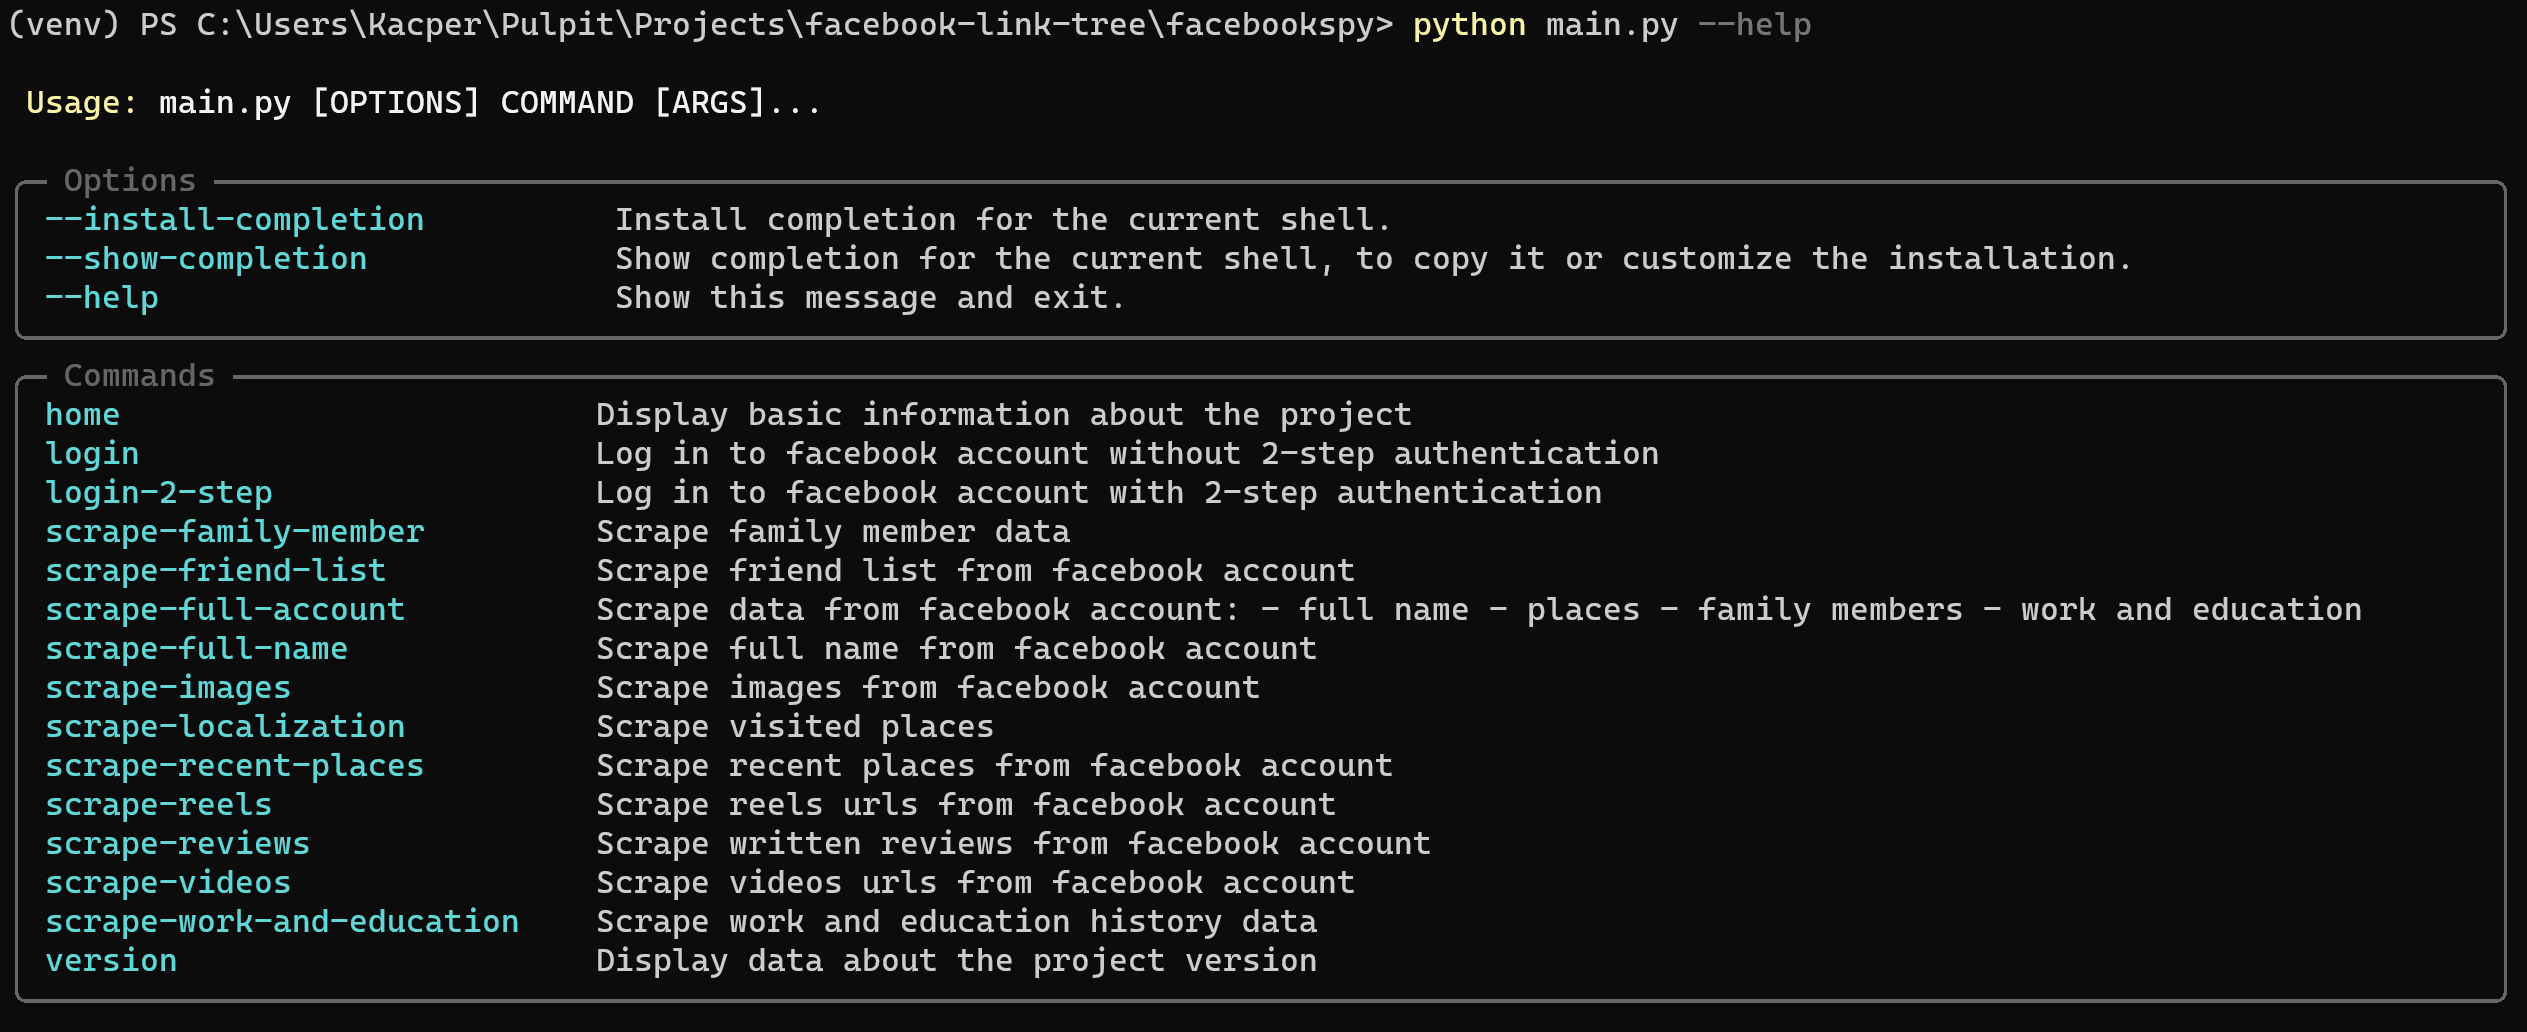 (venv) PS C:\Users\Kacper\Pulpit\Projects\facebook-link-tree\facebookspy> python main.py --help
Usage: main.py [OPTIONS] COMMAND [ARGS]...
Options
--install-completion Install completion for the current shell.
--show-completion Show completion for the current shell, to copy it or customize the installation.
--help Show this message and exit.
Commands
home Display basic information about the project
login Log in to facebook account without 2-step authentication
login-2-step Log in to facebook account with 2-step authentication
scrape-family-member Scrape family member data
scrape-friend-list Scrape friend list from facebook account
scrape-full-account Scrape data from facebook account: - full name - places - family members - work and education
scrape-full-name Scrape full name from facebook account
scrape-images Scrape images from facebook account
scrape-localization Scrape visited places
scrape-recent-places Scrape recent places from facebook account
scrape-reels Scrape reels urls from facebook account
scrape-reviews Scrape written reviews from facebook account
scrape-videos Scrape videos urls from facebook account
scrape-work-and-education Scrape work and education history data
version Display data about the project version